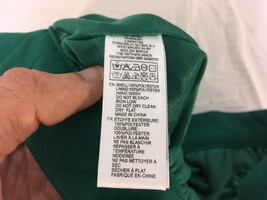 EN SHELL:100%POLYESTER
LINING:100%POLYESTER
HAND WASH
DO NOT BLEACH
IRON LOW
DO NOT DRY CLEAN
DRY FLAT
MADE IN CHINA
FR ÉTOFFE EXTÉRIEURE:
100%POLYESTER
DOUBLURE:
100%POLYESTER
LAVER À LA MAIN
NE PAS BLANCHIR
REPASSER À
TEMPÉRATURE
MODÉRÉE
NE PAS NETTOYER À
SEC
SÉCHER À PLAT
FABRIQUÉ EN CHINE